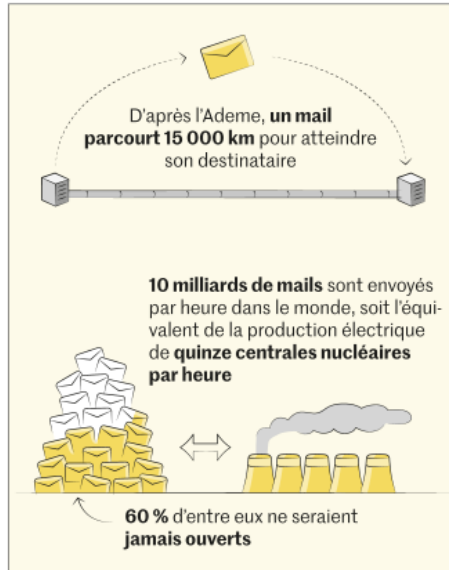 D'après l'Ademe, un mail
parcourt 15 000 km pour atteindre
son destinataire
10 milliards de mails sont envoyés
par heure dans le monde, soit l'équi-
valent de la production électrique
de quinze centrales nucléaires
par heure
60 % d'entre eux ne seraient
jamais ouverts